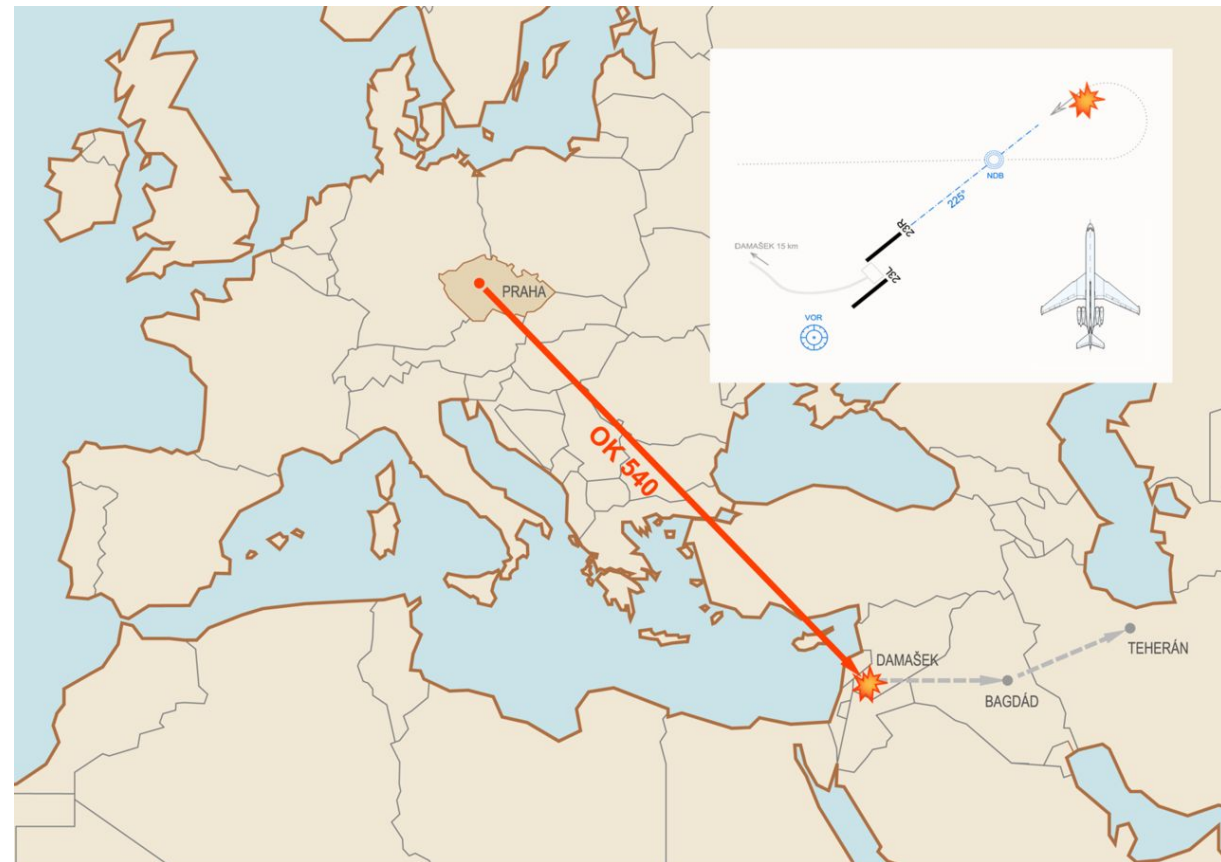 NDB
225°
23R
DAMAŠEK 15 km
23L
VOR
PRAHA
OK 540
DAMAŠEK
TEHERÁN
BAGDÁD